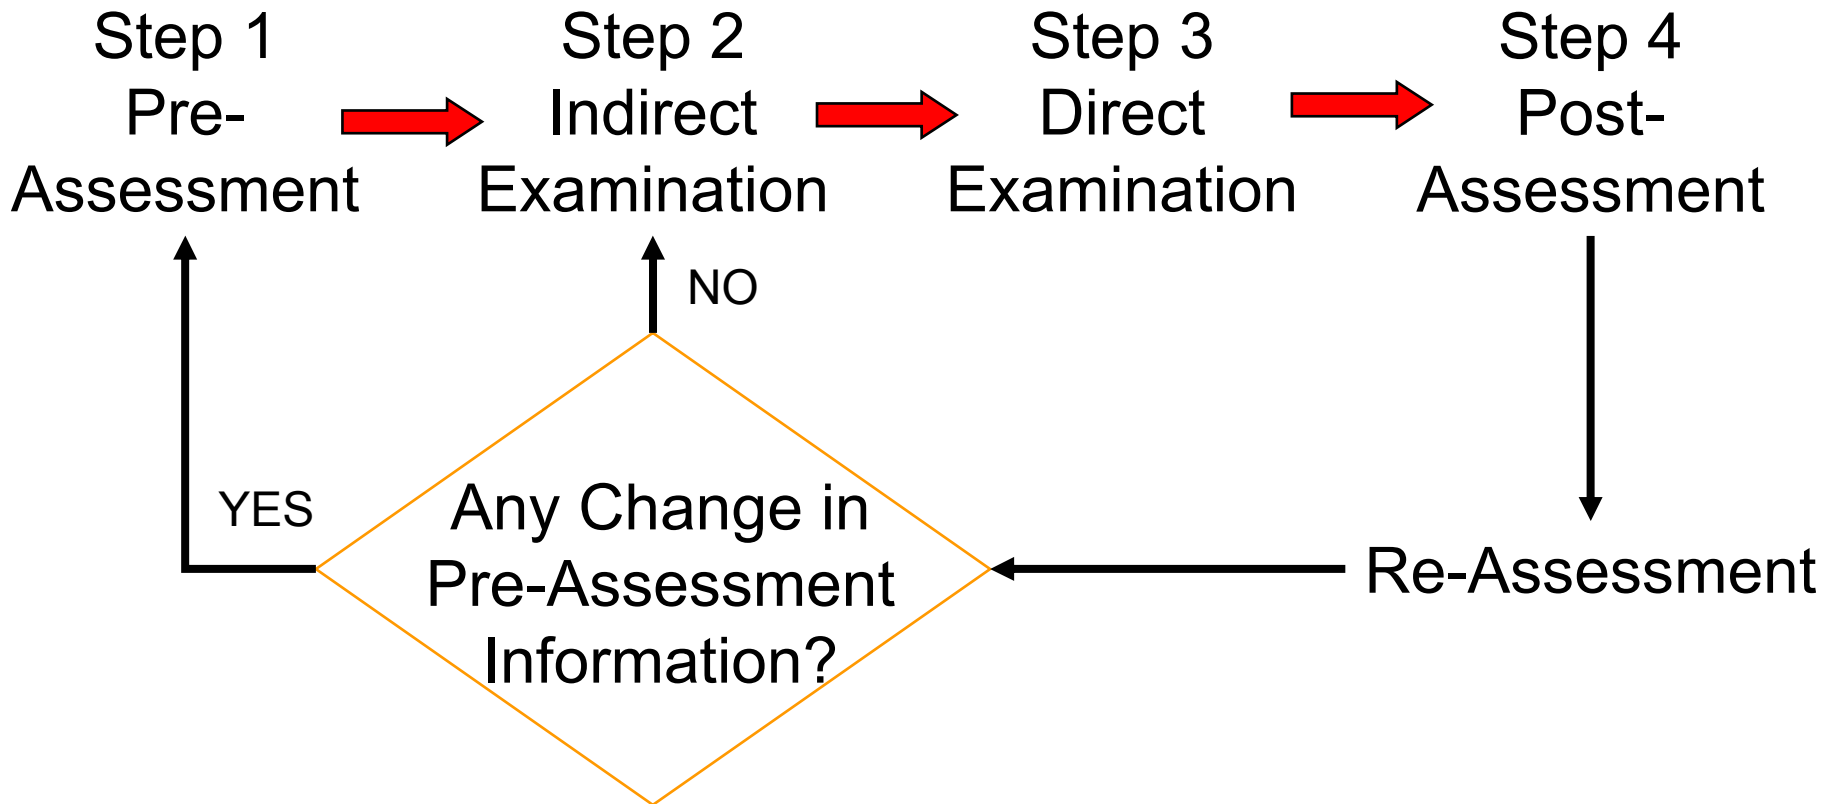 Step 1
Pre-
Assessment
Step 2
Indirect
Examination
Step 3
Direct
Examination
Step 4
Post-
Assessment
NO
YES
Any Change in
Pre-Assessment
Information?
Re-Assessment